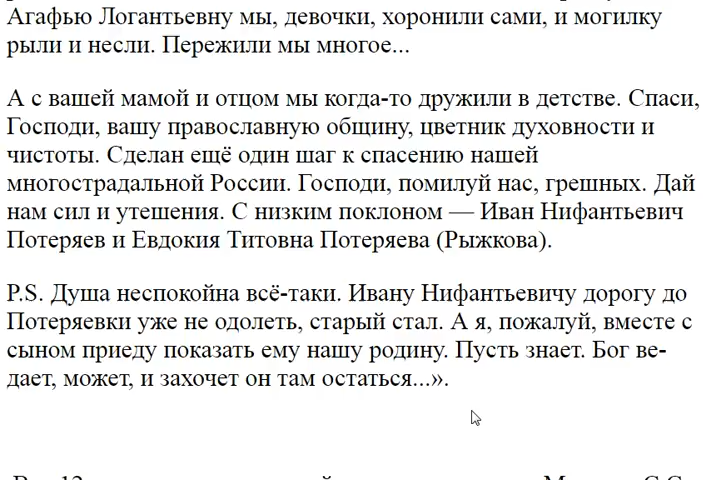 Агафью Логантьевну мы, девочки, хоронили сами, и могилку
рыли и несли. Пережили мы многое...
А с вашей мамой и отцом мы когда-то дружили в детстве. Спаси,
Господи, вашу православную общину, цветник духовности и
чистоты. Сделан ещё один шаг к спасению нашей
многострадальной России. Господи, помилуй нас, грешных. Дай
нам сил и утешения. С низким поклоном — Иван Нифантьевич
Потеряев и Евдокия Титовна Потеряева (Рыжкова).
P.S. Душа неспокойна всё-таки. Ивану Нифантьевичу дорогу до
Потеряевки уже не одолеть, старый стал. А я, пожалуй, вместе с
сыном приеду показать ему нашу родину. Пусть знает. Бог ве-
дает, может, и захочет он там остаться...».